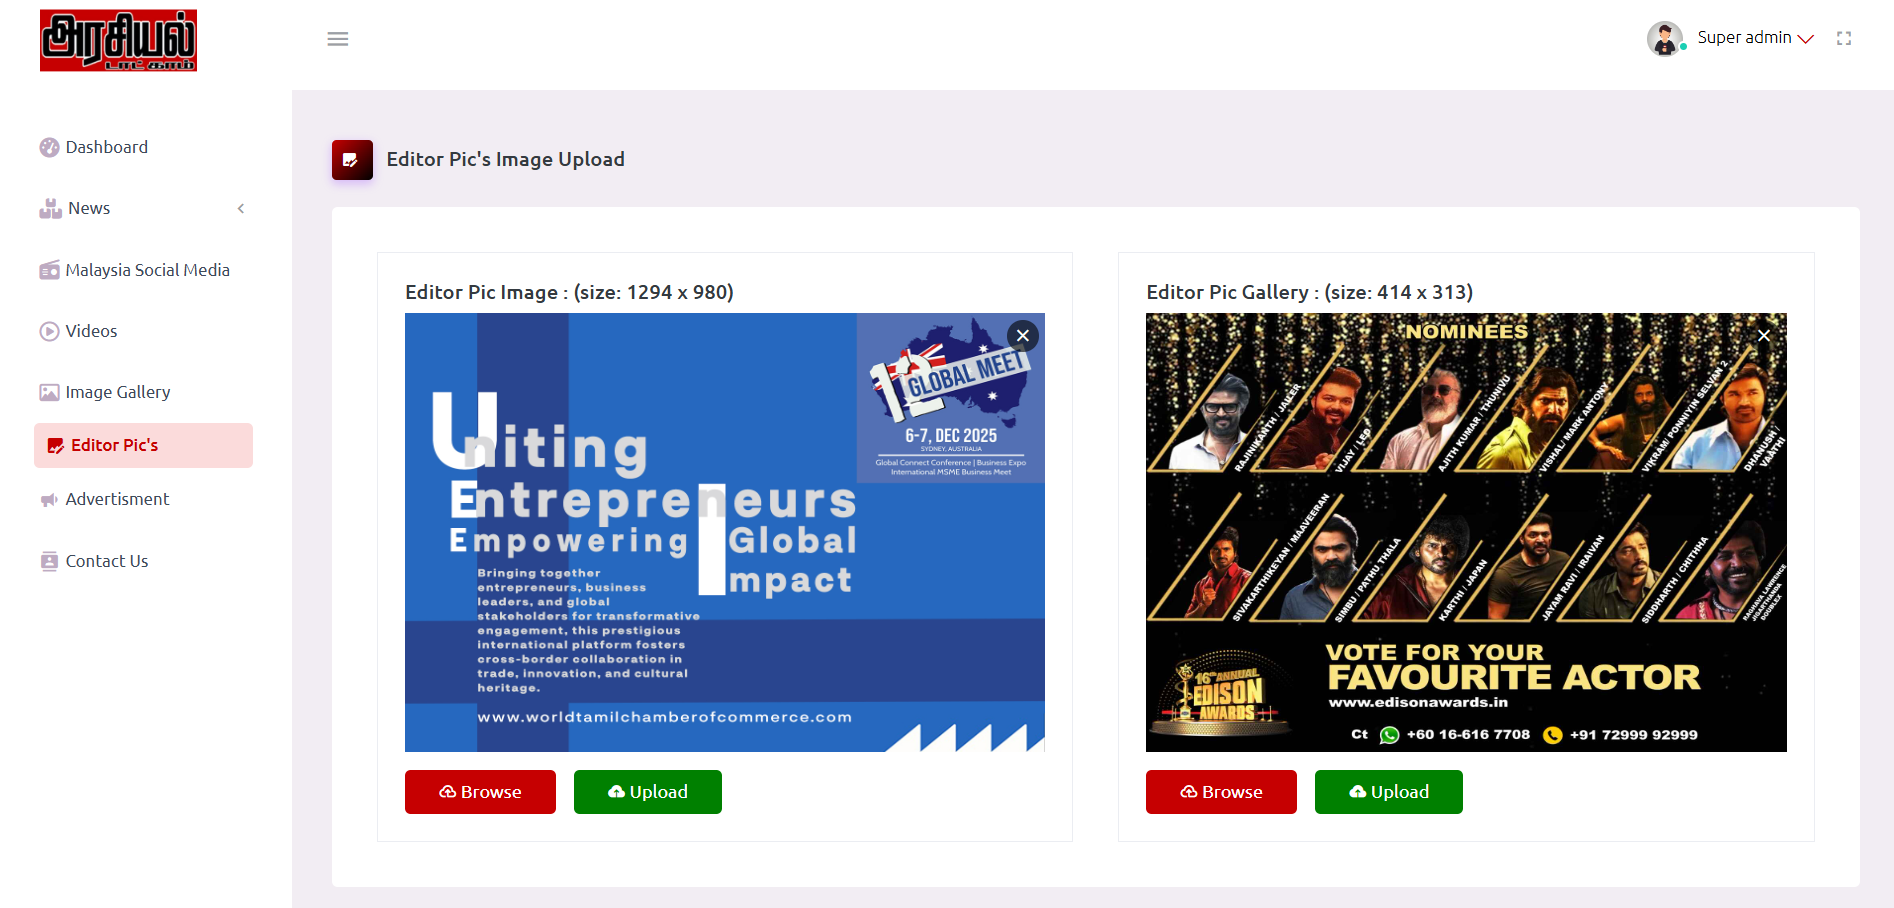 அரசியல்
டாட் காம்
Super admin
Dashboard
News
Malaysia Social Media
Videos
Image Gallery
Editor Pic's
Advertisment
Contact Us
Editor Pic's Image Upload
Editor Pic Image : (size: 1294 x 980)
12
GLOBAL MEET
6-7, DEC 2025
SYDNEY, AUSTRALIA
Global Connect Conference | Business Expo
International MSME Business Meet
Uniting
Entrepreneurs
Empowering Global
Impact
Bringing together
entrepreneurs, business
leaders, and global
stakeholders for transformative
engagement, this prestigious
international platform fosters
cross-border collaboration in
trade, innovation, and cultural
heritage.
www.worldtamilchamberofcommerce.com
Browse
Upload
Editor Pic Gallery : (size: 414 x 313)
NOMINEES
RAJINIKANTH / JAILER
VIJAY / LEO
AJITH KUMAR / THUNIVU
VISHAL / MARK ANTONY
VIKRAM/ PONNIYIN SELVAN 2
DHANUSH /
VAATHI
SIVAKARTHIKEYAN / MAAVEERAN
SIMBU / PATHU THALA
KARTHI / JAPAN
JAYAM RAVI / IRAIVAN
SIDDHARTH / CHITHHA
RAGHAVA LAWRENCE
JIGARTHANDA
DOUBLEX
VOTE FOR YOUR
FAVOURITE ACTOR
www.edisonawards.in
16th ANNUAL
EDISON
AWARDS
Ct +60 16-616 7708 +91 72999 92999
Browse
Upload